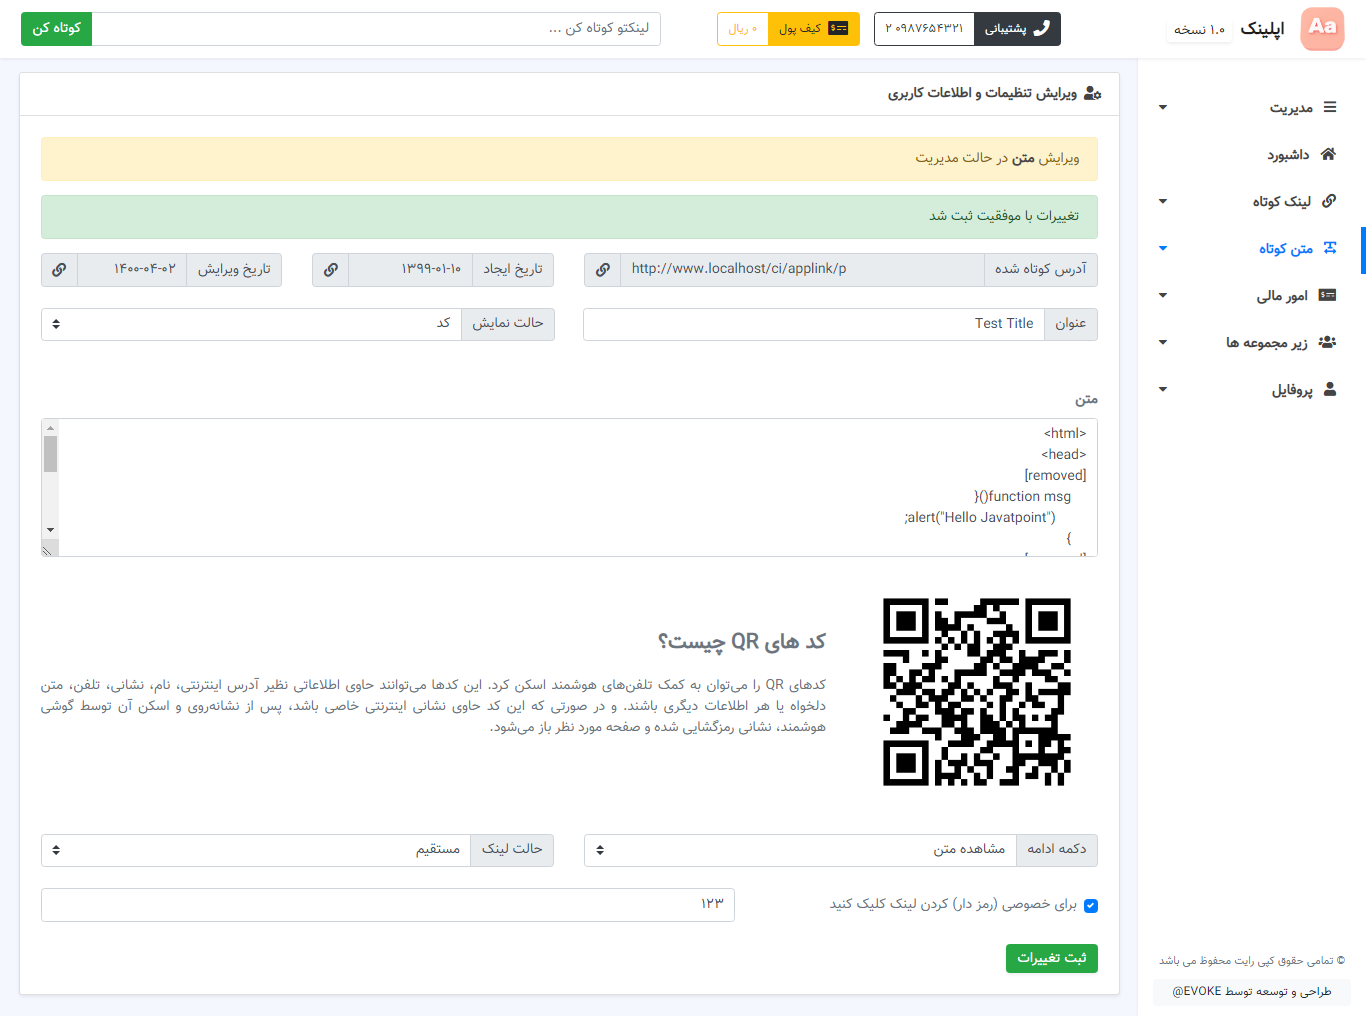 Aa
اپلینک
۱.۰ نسخه
پشتیبانی
۰۹۸۷۶۵۴۳۲۱ ۲
کیف پول
۰ ریال
لینکتو کوتاه کن ...
کوتاه کن
مدیریت
داشبورد
لینک کوتاه
متن کوتاه
امور مالی
زیر مجموعه ها
پروفایل
ویرایش تنظیمات و اطلاعات کاربری
ویرایش متن در حالت مدیریت
تغییرات با موفقیت ثبت شد
آدرس کوتاه شده
http://www.localhost/ci/applink/p
تاریخ ایجاد
۱۳۹۹-۰۱-۱۰
تاریخ ویرایش
۱۴۰۰-۰۴-۰۲
عنوان
Test Title
حالت نمایش
کد
متن
<html>
<head>
[removed]
function msg(){
alert("Hello Javatpoint");
}
کد های QR چیست؟
کدهای QR را می‌توان به کمک تلفن‌های هوشمند اسکن کرد. این کدها می‌توانند حاوی اطلاعاتی نظیر آدرس اینترنتی، نام، نشانی، تلفن، متن
دلخواه یا هر اطلاعات دیگری باشند. و در صورتی که این کد حاوی نشانی اینترنتی خاصی باشد، پس از نشانه‌روی و اسکن آن توسط گوشی
هوشمند، نشانی رمزگشایی شده و صفحه مورد نظر باز می‌شود.
دکمه ادامه
مشاهده متن
حالت لینک
مستقیم
برای خصوصی (رمز دار) کردن لینک کلیک کنید
۱۲۳
ثبت تغییرات
© تمامی حقوق کپی رایت محفوظ می باشد
طراحی و توسعه توسط EVOKE@